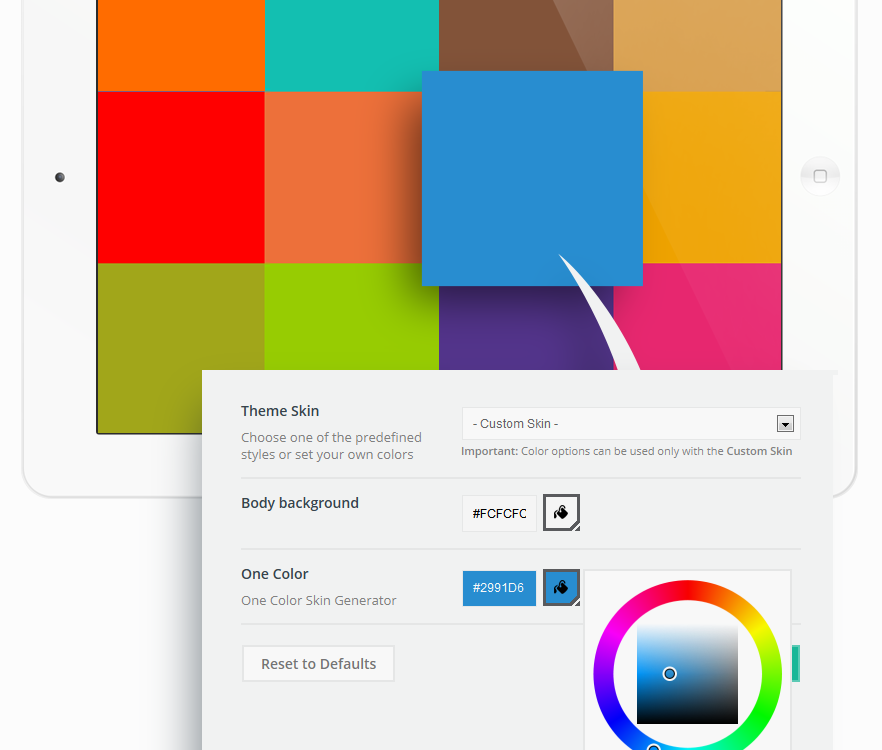 Theme Skin
- Custom Skin -
Choose one of the predefined
styles or set your own colors
Important: Color options can be used only with the Custom Skin
Body background
#FCFCFC
One Color
#2991D6
One Color Skin Generator
Reset to Defaults